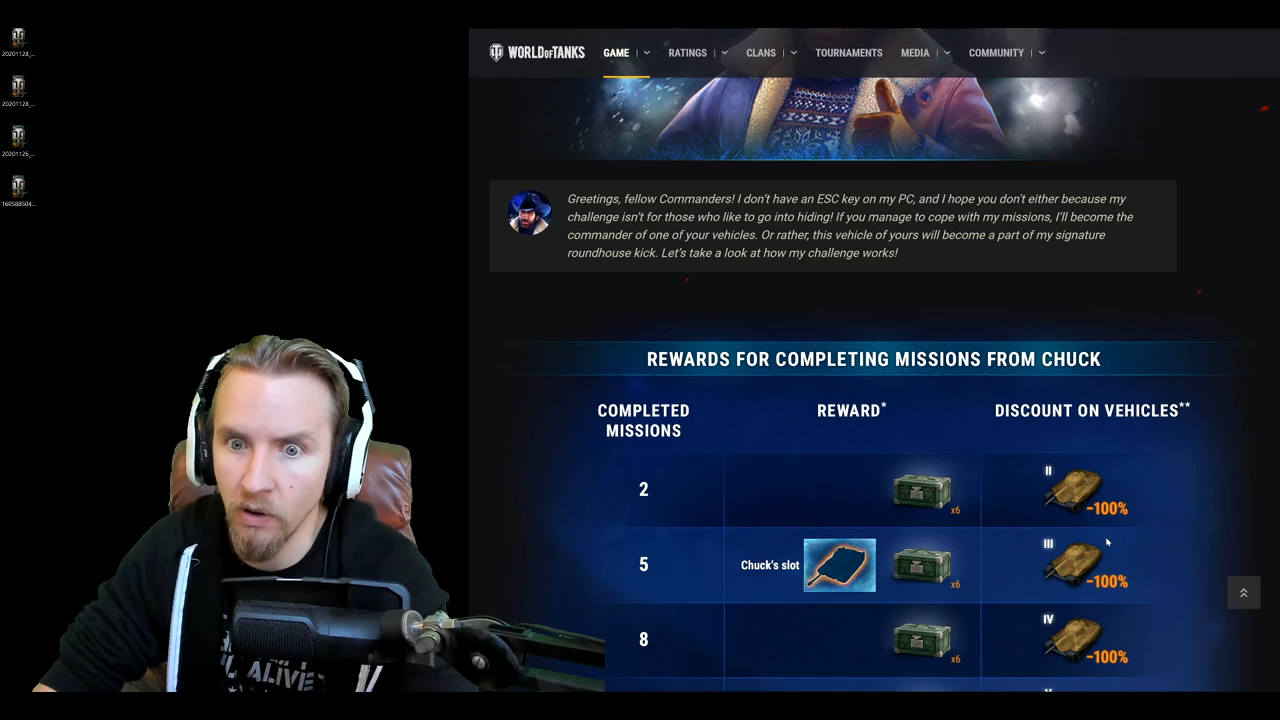 20201128_...
20201128_...
20201126_...
160588504...
WORLD OF TANKS
GAME
RATINGS
CLANS
TOURNAMENTS
MEDIA
COMMUNITY
Greetings, fellow Commanders! I don't have an ESC key on my PC, and I hope you don't either because my
challenge isn't for those who like to go into hiding! If you manage to cope with my missions, I'll become the
commander of one of your vehicles. Or rather, this vehicle of yours will become a part of my signature
roundhouse kick. Let's take a look at how my challenge works!
REWARDS FOR COMPLETING MISSIONS FROM CHUCK
COMPLETED
MISSIONS
REWARD*
DISCOUNT ON VEHICLES**
2
x6
II
-100%
5
Chuck's slot
x6
III
-100%
8
x6
IV
-100%
ALIVE